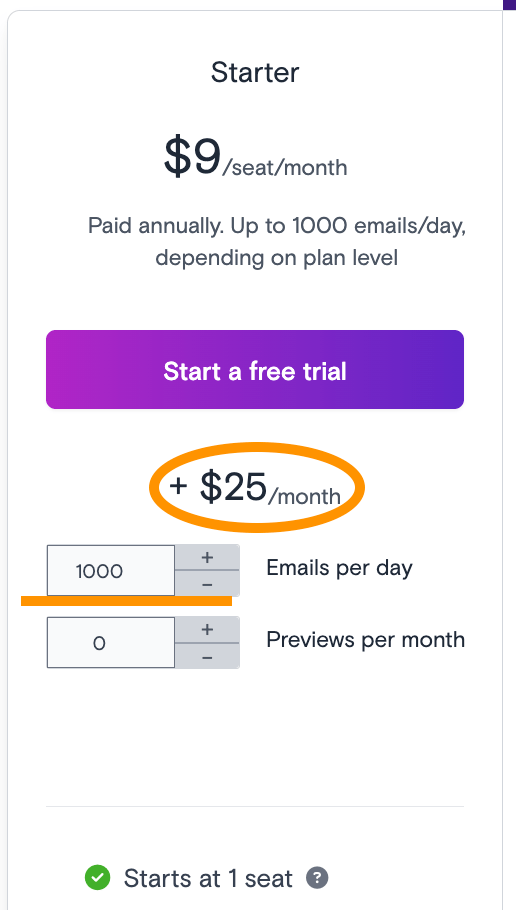 Starter
$9/seat/month
Paid annually. Up to 1000 emails/day,
depending on plan level
Start a free trial
+ $25/month
1000 + − Emails per day
0 + − Previews per month
Starts at 1 seat ?